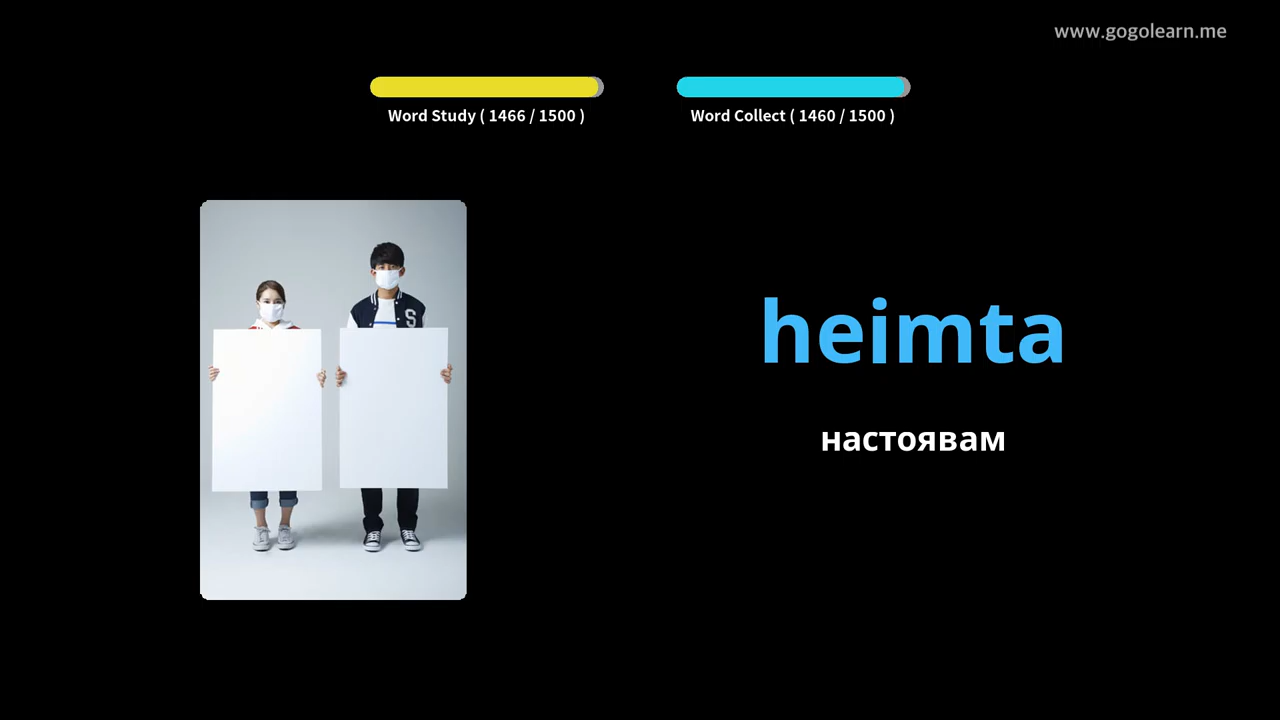 www.gogolearn.me
Word Study ( 1466 / 1500 )
Word Collect ( 1460 / 1500 )
S
heimta
настоявам